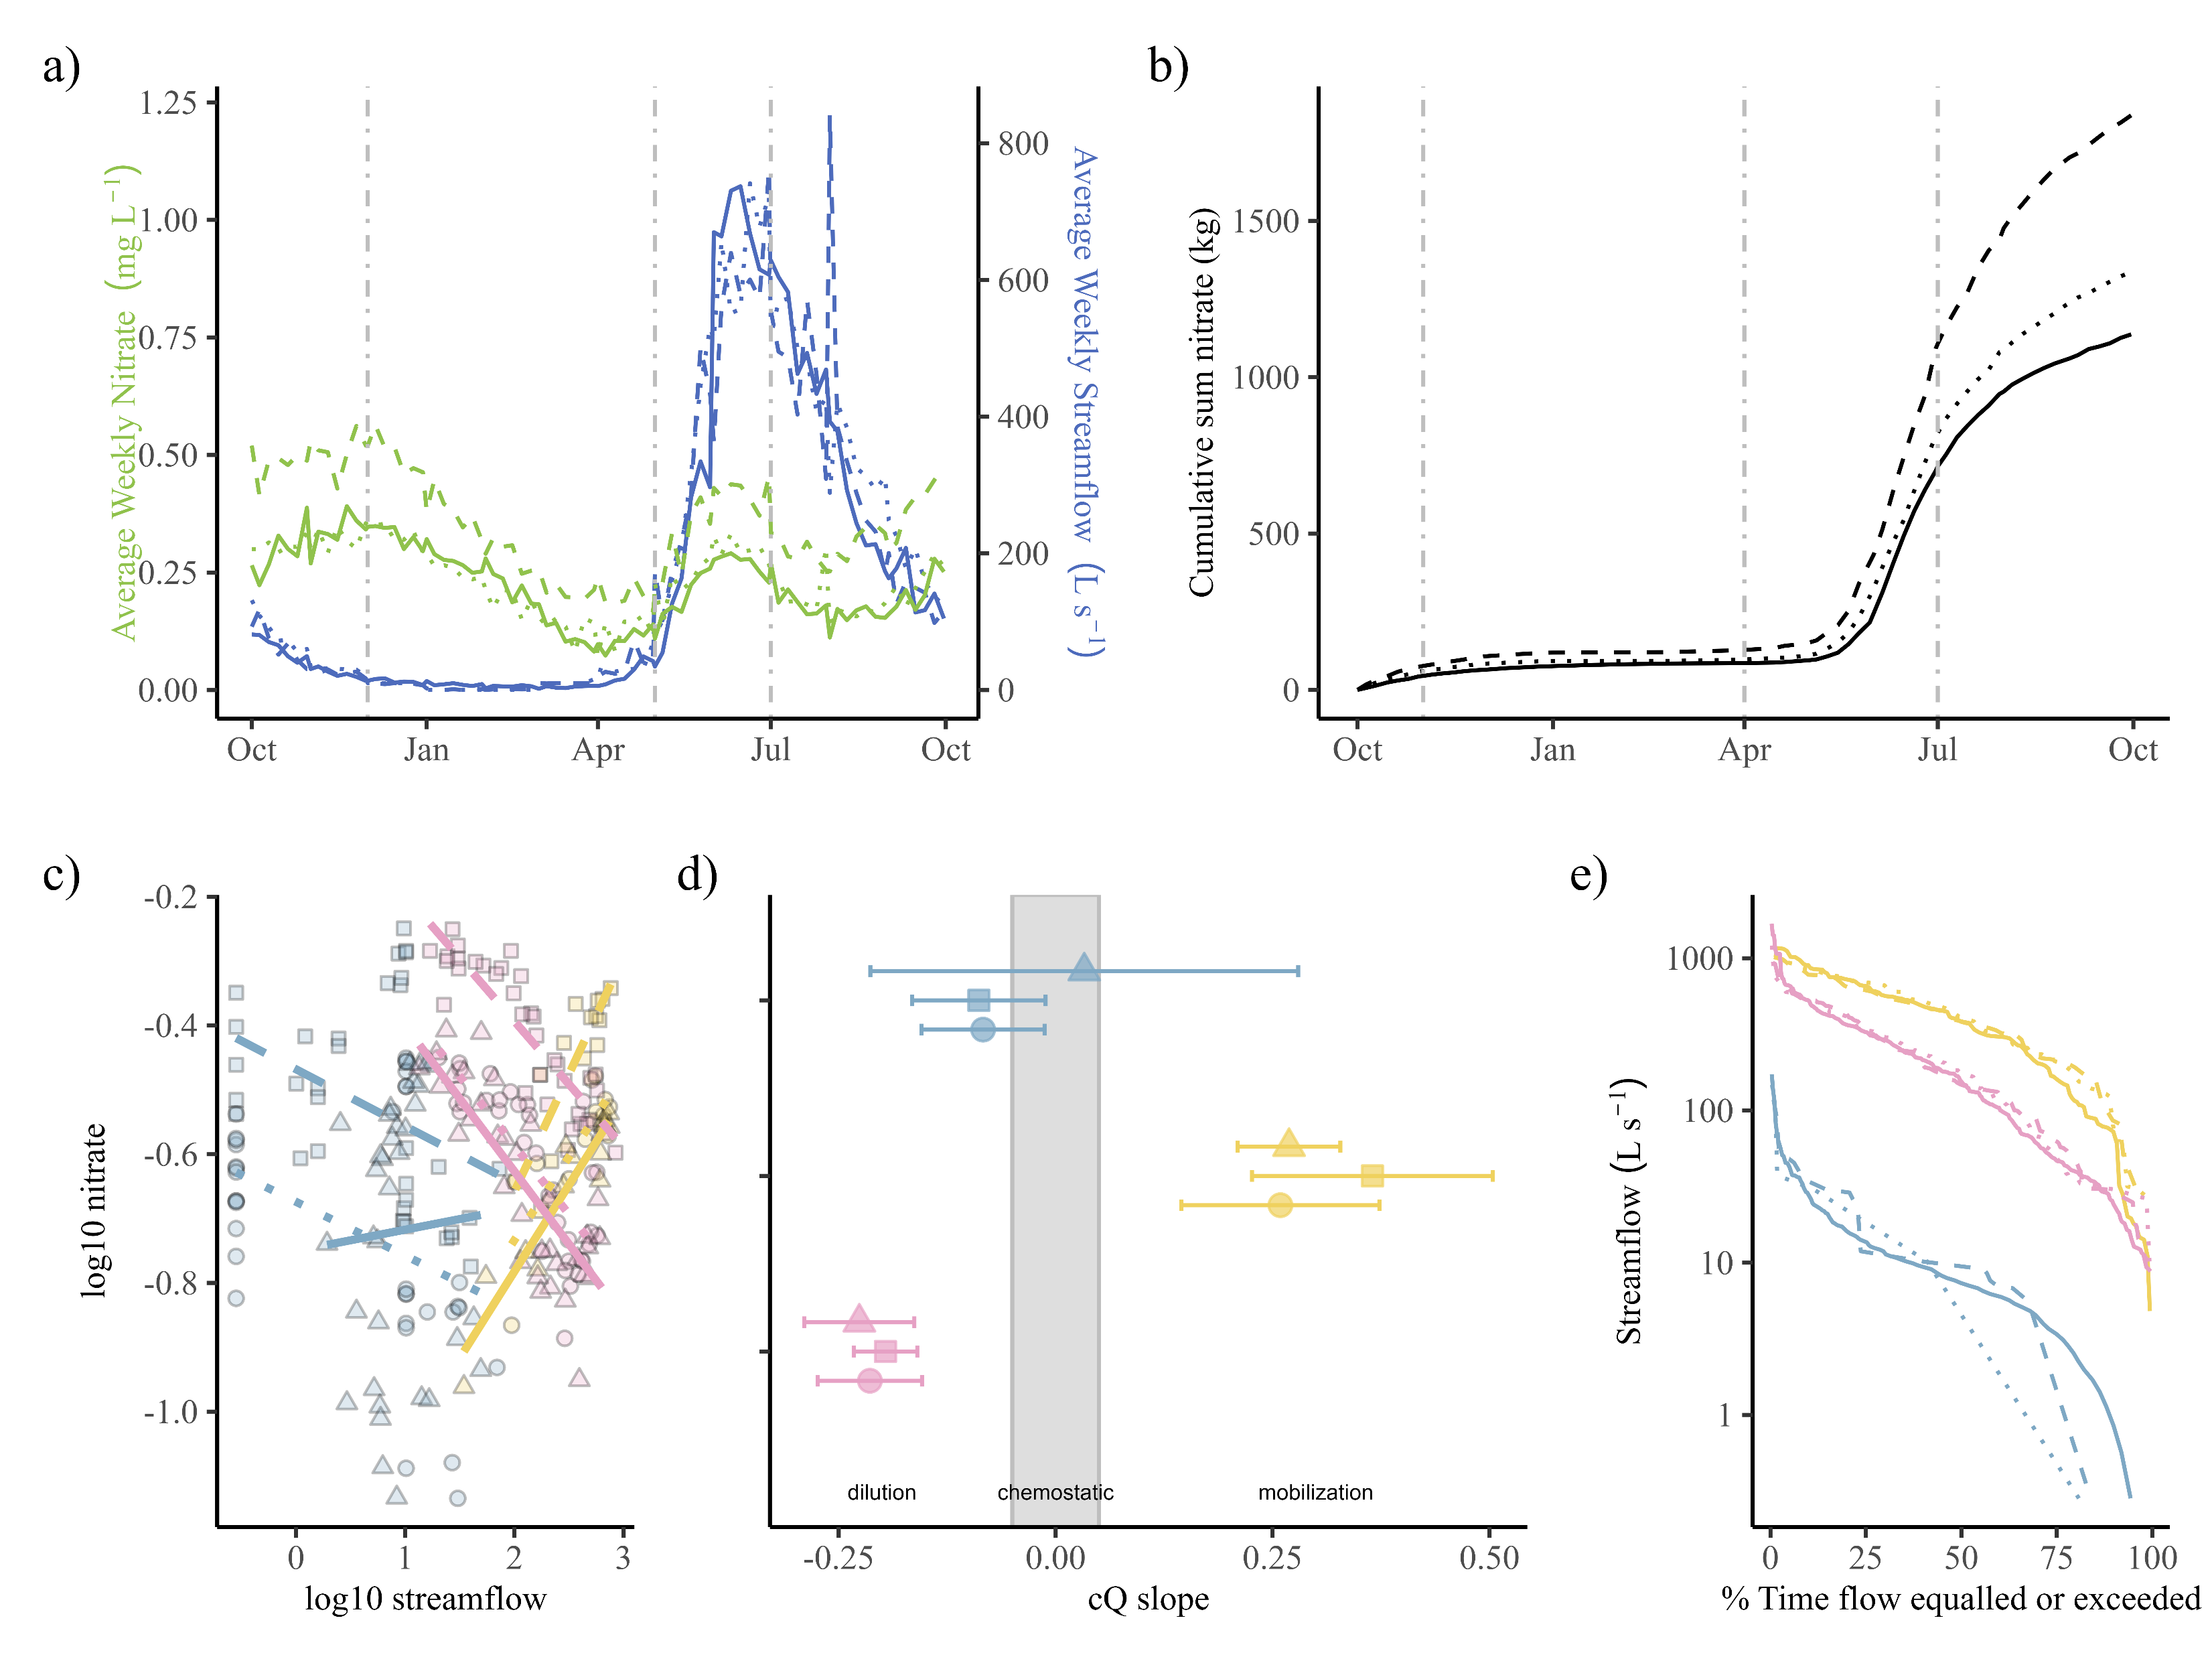 a)
1.25
1.00
0.75
0.50
0.25
0.00
Average Weekly Nitrate (mg L⁻¹)
800
600
400
200
0
Average Weekly Streamflow (L s⁻¹)
Oct
Jan
Apr
Jul
Oct
b)
1500
1000
500
0
Cumulative sum nitrate (kg)
Oct
Jan
Apr
Jul
Oct
c)
-0.2
-0.4
-0.6
-0.8
-1.0
log10 nitrate
0
1
2
3
log10 streamflow
d)
dilution
chemostatic
mobilization
-0.25
0.00
0.25
0.50
cQ slope
e)
1000
100
10
1
Streamflow (L s⁻¹)
0
25
50
75
100
% Time flow equalled or exceeded